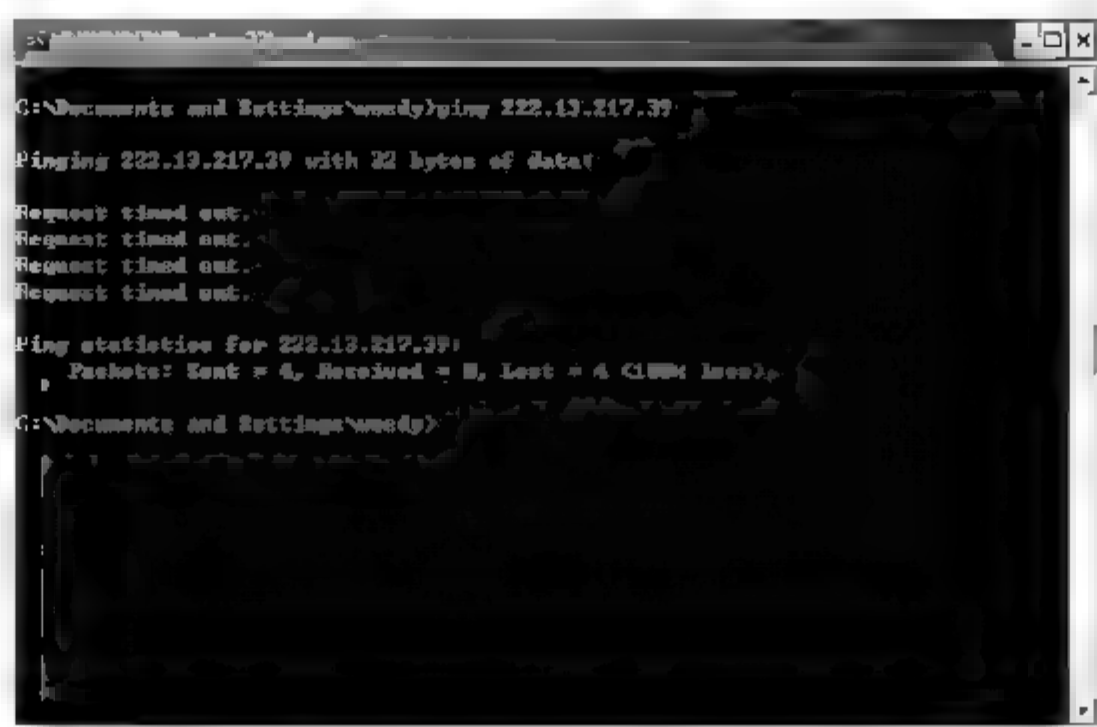 C:\Documents and Settings\woody>ping 222.13.217.39
Pinging 222.13.217.39 with 32 bytes of data:
Request timed out.
Request timed out.
Request timed out.
Request timed out.
Ping statistics for 222.13.217.39:
Packets: Sent = 4, Received = 0, Lost = 4 (100% loss),
C:\Documents and Settings\woody>